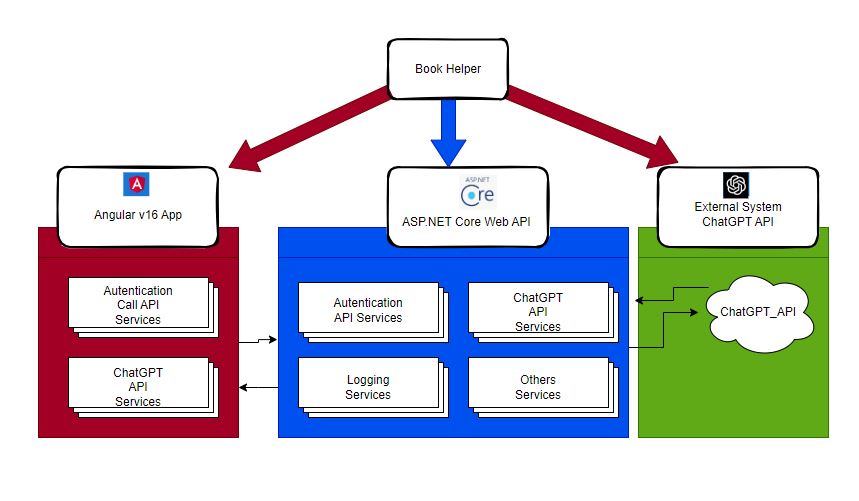 Book Helper
Angular v16 App
ASP.NET
Core
ASP.NET Core Web API
External System
ChatGPT API
Autentication
Call API
Services
ChatGPT
API
Services
Autentication
API Services
ChatGPT
API
Services
Logging
Services
Others
Services
ChatGPT_API